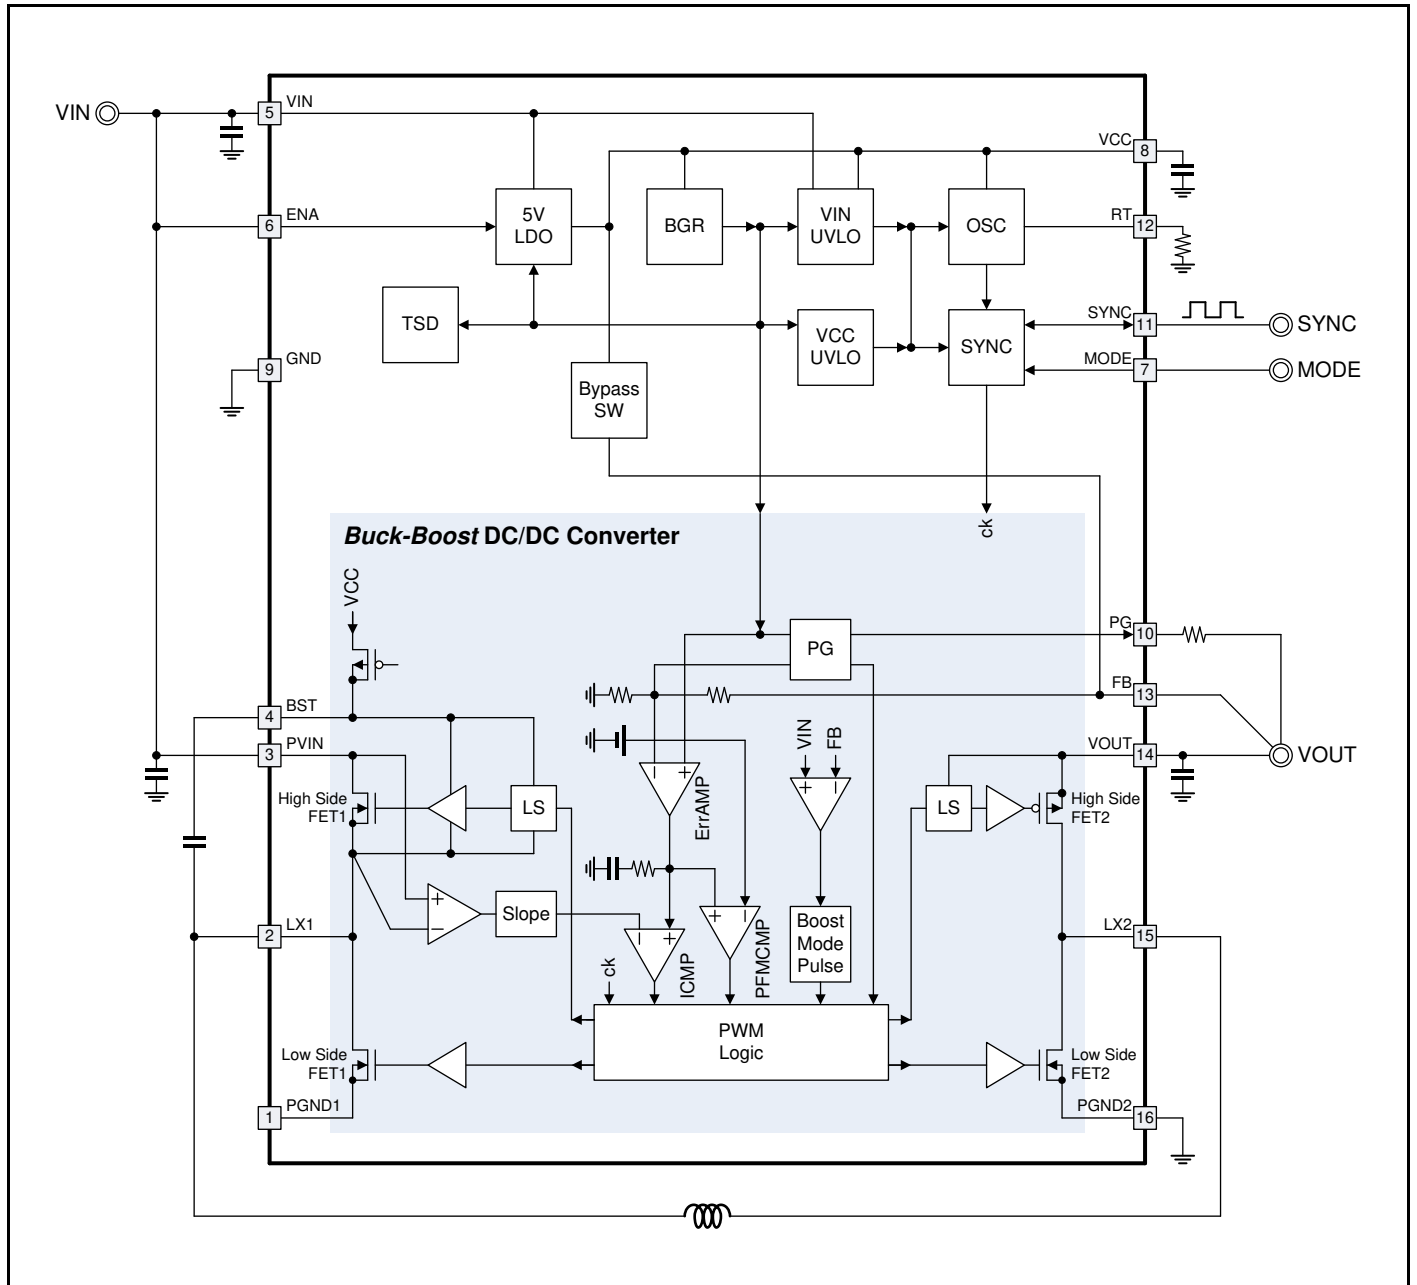 VIN
5
VIN
VCC
8
6
ENA
5V
LDO
BGR
VIN
UVLO
OSC
RT
12
TSD
VCC
UVLO
SYNC
SYNC
11
SYNC
9
GND
MODE
7
MODE
Bypass
SW
ck
Buck-Boost DC/DC Converter
VCC
PG
PG
10
FB
13
4
BST
3
PVIN
VIN
FB
VOUT
14
VOUT
High Side
FET1
LS
− +
ErrAMP
+ −
LS
High Side
FET2
+
−
Slope
− +
ICMP
+ −
PFMCMP
Boost
Mode
Pulse
2
LX1
LX2
15
ck
PWM
Logic
Low Side
FET1
Low Side
FET2
1
PGND1
PGND2
16